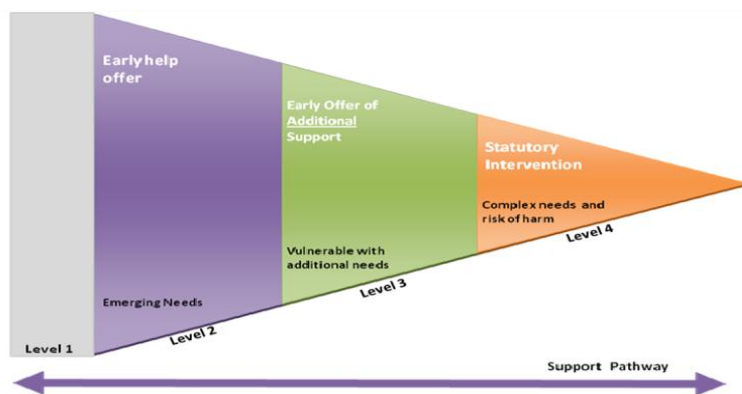 Early help
offer
Early Offer of
Additional
Support
Statutory
Intervention
Complex needs and
risk of harm
Level 4
Vulnerable with
additional needs
Level 3
Emerging Needs
Level 2
Level 1
Support Pathway